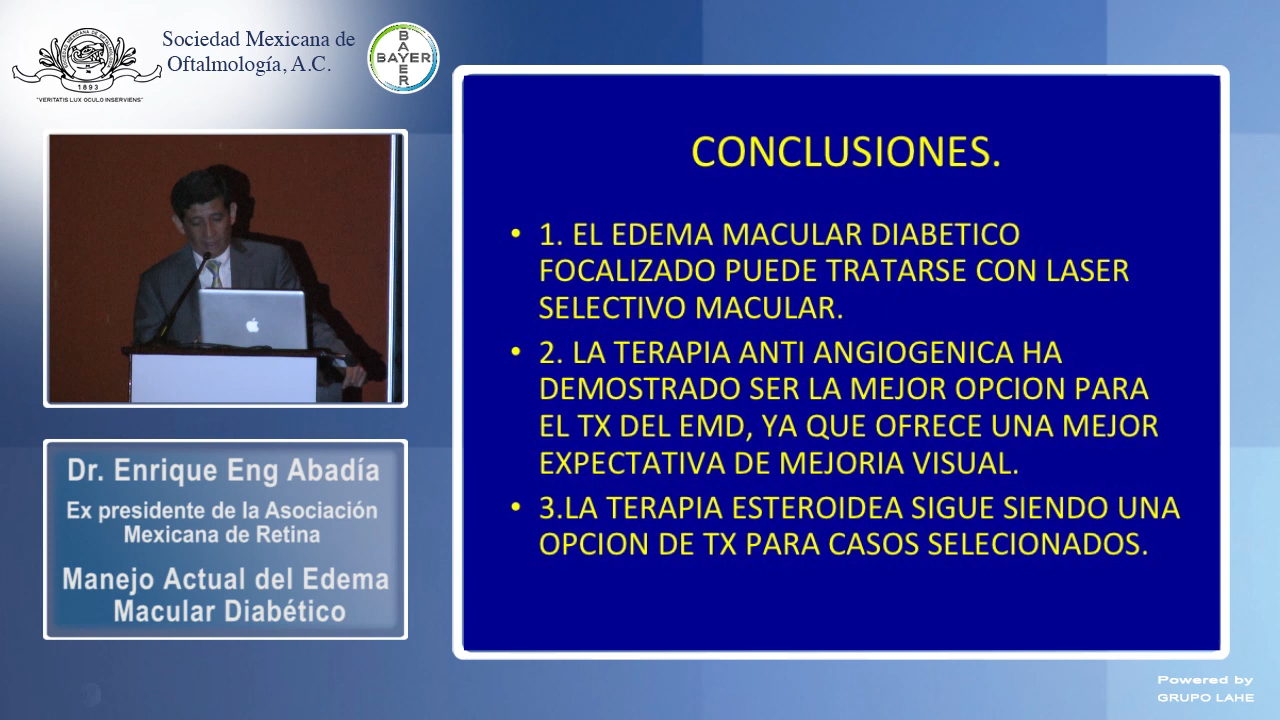 Sociedad Mexicana de
Oftalmología, A.C.
1893
"VERITATIS LUX OCULO INSERVIENS"
BAYER
BAYER
Dr. Enrique Eng Abadía
Ex presidente de la Asociación
Mexicana de Retina
Manejo Actual del Edema
Macular Diabético
CONCLUSIONES.
• 1. EL EDEMA MACULAR DIABETICO
FOCALIZADO PUEDE TRATARSE CON LASER
SELECTIVO MACULAR.
• 2. LA TERAPIA ANTI ANGIOGENICA HA
DEMOSTRADO SER LA MEJOR OPCION PARA
EL TX DEL EMD, YA QUE OFRECE UNA MEJOR
EXPECTATIVA DE MEJORIA VISUAL.
• 3.LA TERAPIA ESTEROIDEA SIGUE SIENDO UNA
OPCION DE TX PARA CASOS SELECIONADOS.
Powered by
GRUPO LAHE